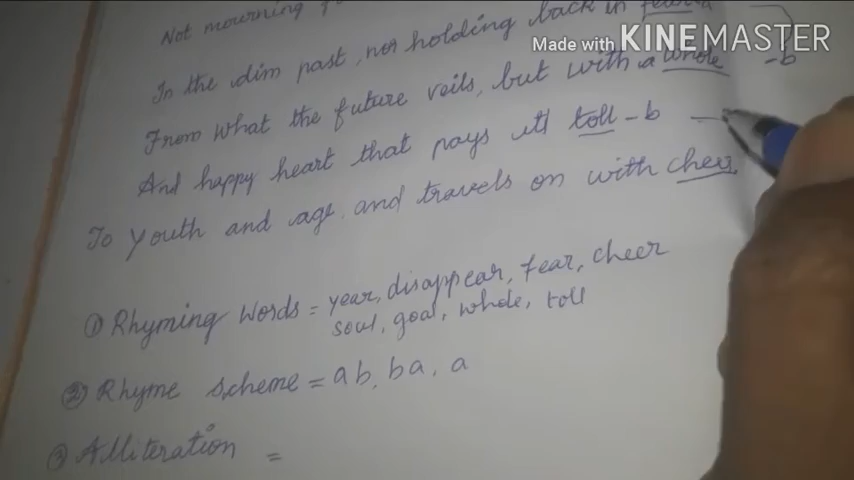 Not mourning f
In the dim past, nor holding back in fear
Made with KINEMASTER
From what the future veils, but with a whole - b
And happy heart that pays its toll - b
To Youth and age, and travels on with cheer
① Rhyming Words = year, disappear, fear, cheer
soul, goal, whole, toll
② Rhyme scheme = ab, ba, a
③ Alliteration =